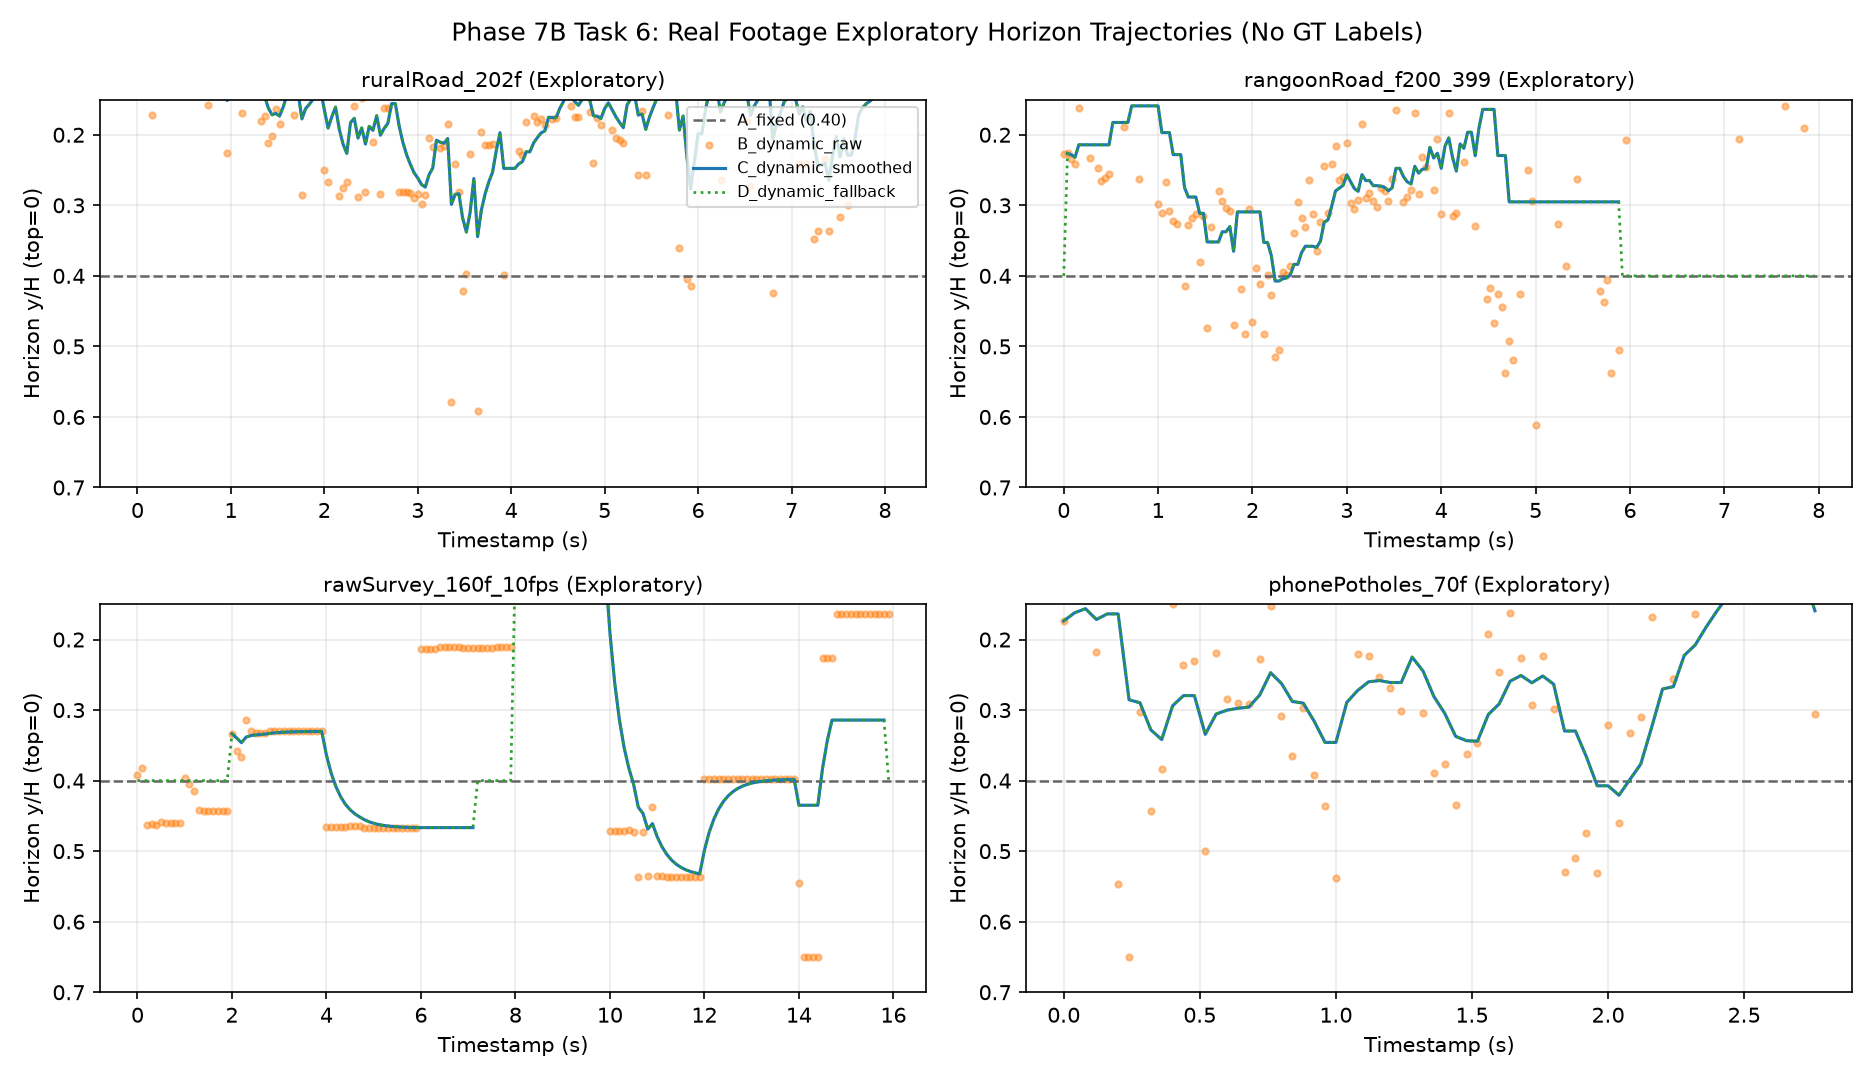 Phase 7B Task 6: Real Footage Exploratory Horizon Trajectories (No GT Labels)
ruralRoad_202f (Exploratory)
0.2
0.3
0.4
0.5
0.6
0.7
Horizon y/H (top=0)
A_fixed (0.40)
B_dynamic_raw
C_dynamic_smoothed
D_dynamic_fallback
0 1 2 3 4 5 6 7 8
Timestamp (s)
rangoonRoad_f200_399 (Exploratory)
0.2
0.3
0.4
0.5
0.6
0.7
Horizon y/H (top=0)
0 1 2 3 4 5 6 7 8
Timestamp (s)
rawSurvey_160f_10fps (Exploratory)
0.2
0.3
0.4
0.5
0.6
0.7
Horizon y/H (top=0)
0 2 4 6 8 10 12 14 16
Timestamp (s)
phonePotholes_70f (Exploratory)
0.2
0.3
0.4
0.5
0.6
0.7
Horizon y/H (top=0)
0.0 0.5 1.0 1.5 2.0 2.5
Timestamp (s)